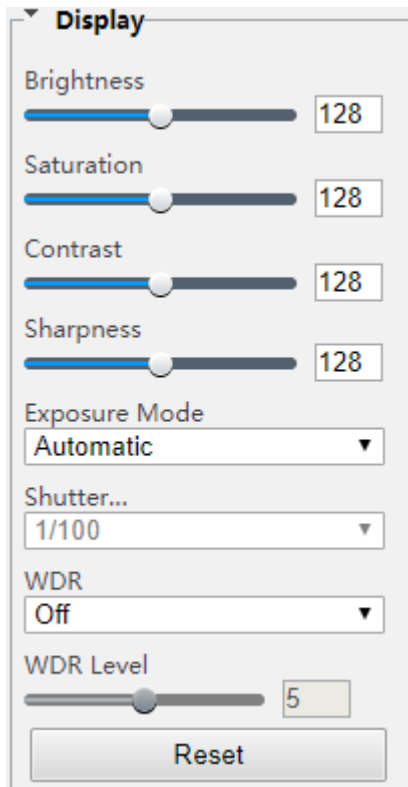 Display
Brightness
128
Saturation
128
Contrast
128
Sharpness
128
Exposure Mode
Automatic
Shutter...
1/100
WDR
Off
WDR Level
5
Reset